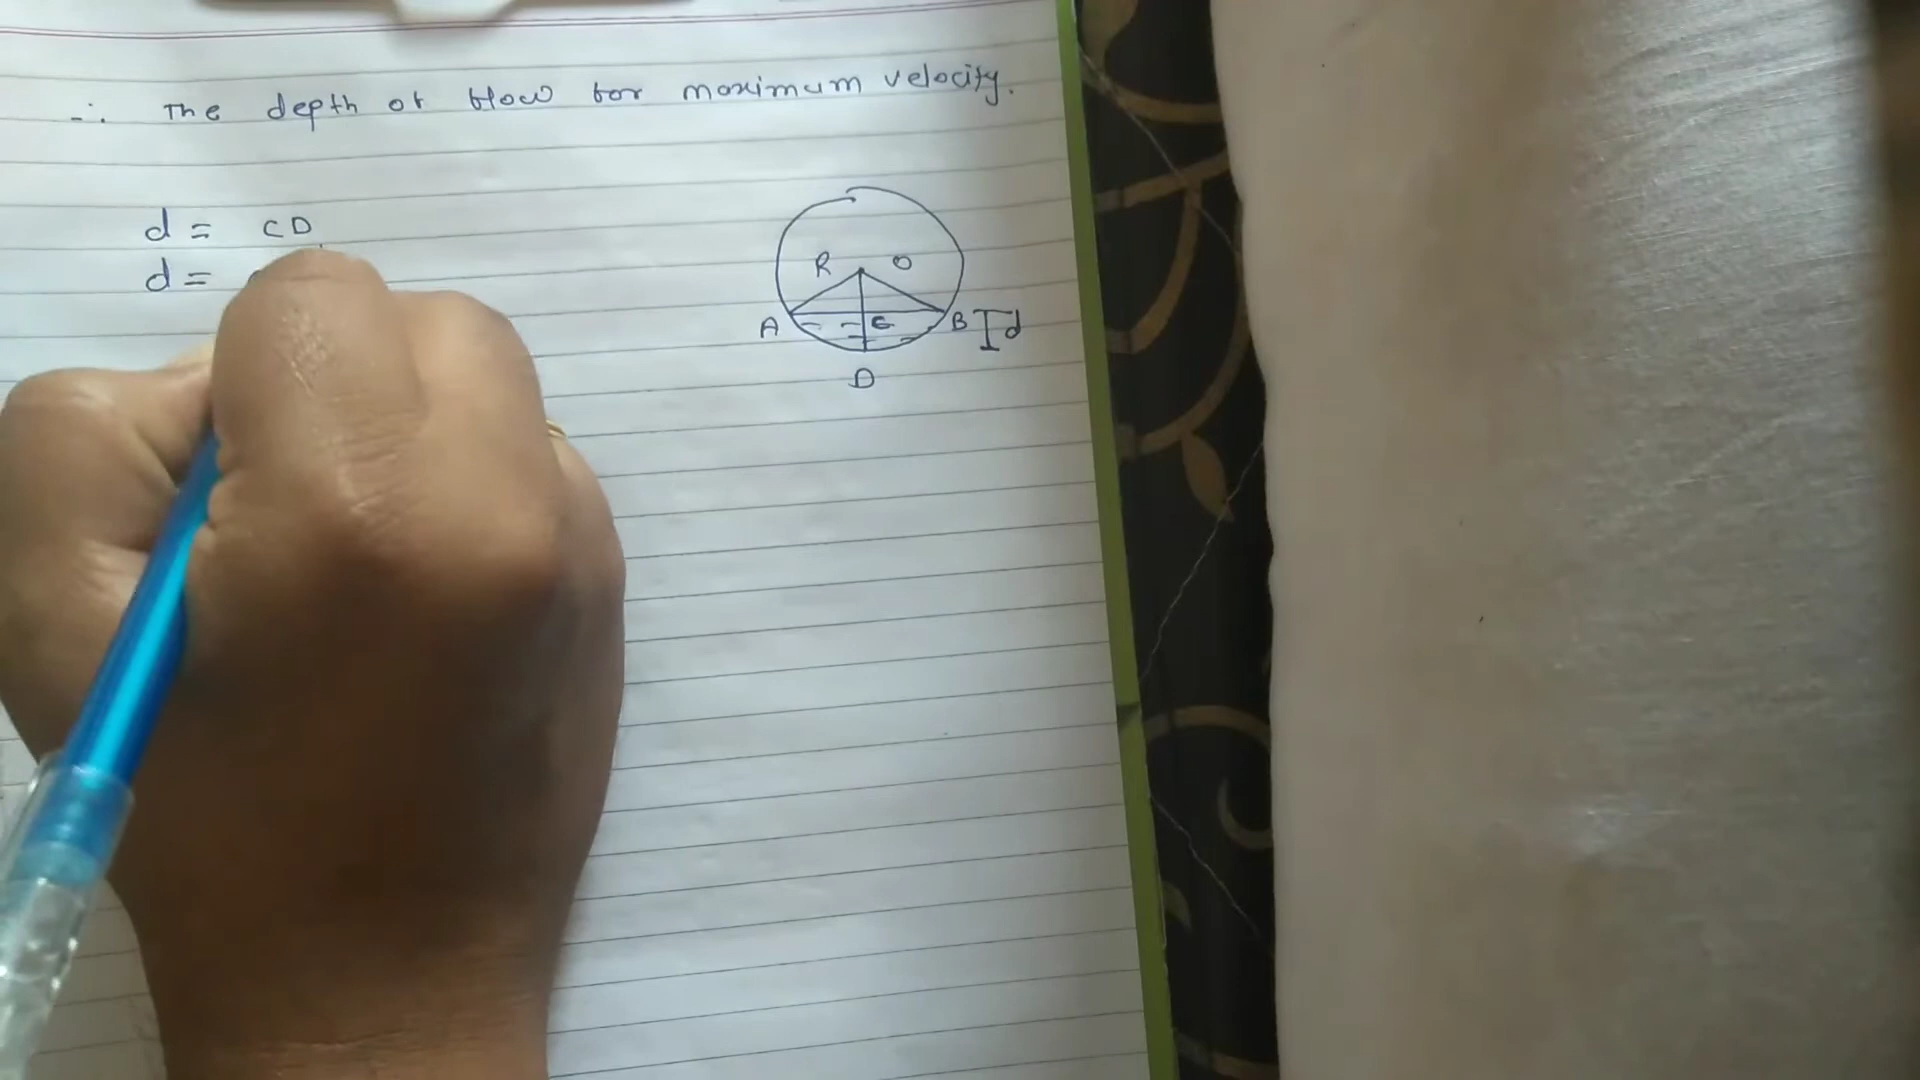 ∴ The depth of flow for maximum velocity.
d = CD
d =
R O
A C B d
D